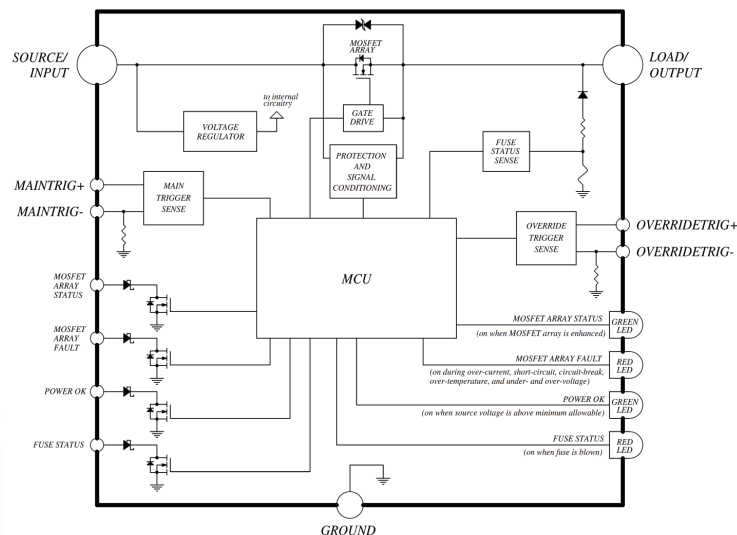 SOURCE/
INPUT
MOSFET
ARRAY
LOAD/
OUTPUT
to internal
circuitry
VOLTAGE
REGULATOR
GATE
DRIVE
FUSE
STATUS
SENSE
PROTECTION
AND
SIGNAL
CONDITIONING
MAINTRIG+
MAINTRIG-
MAIN
TRIGGER
SENSE
OVERRIDE
TRIGGER
SENSE
OVERRIDETRIG+
OVERRIDETRIG-
MCU
MOSFET
ARRAY
STATUS
MOSFET ARRAY STATUS
(on when MOSFET array is enhanced)
GREEN
LED
MOSFET
ARRAY
FAULT
MOSFET ARRAY FAULT
(on during over-current, short-circuit, circuit-break,
over-temperature, and under- and over-voltage)
RED
LED
POWER OK
POWER OK
(on when source voltage is above minimum allowable)
GREEN
LED
FUSE STATUS
FUSE STATUS
(on when fuse is blown)
RED
LED
GROUND